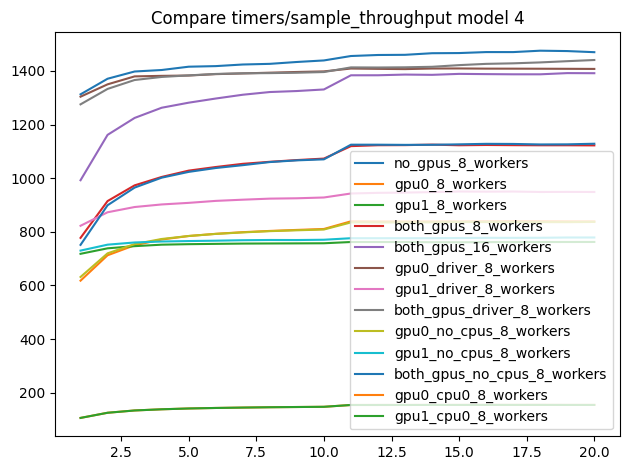 Compare timers/sample_throughput model 4
1400
1200
1000
800
600
400
200
no_gpus_8_workers
gpu0_8_workers
gpu1_8_workers
both_gpus_8_workers
both_gpus_16_workers
gpu0_driver_8_workers
gpu1_driver_8_workers
both_gpus_driver_8_workers
gpu0_no_cpus_8_workers
gpu1_no_cpus_8_workers
both_gpus_no_cpus_8_workers
gpu0_cpu0_8_workers
gpu1_cpu0_8_workers
2.5 5.0 7.5 10.0 12.5 15.0 17.5 20.0